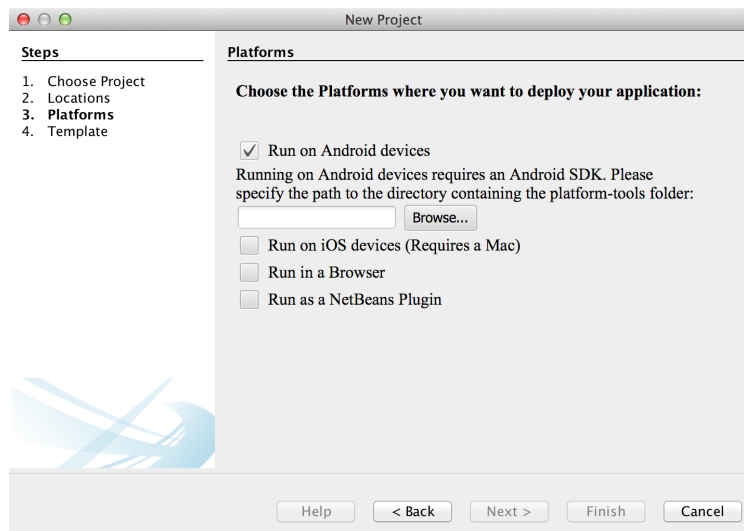 New Project
Steps
1. Choose Project
2. Locations
3. Platforms
4. Template
Platforms
Choose the Platforms where you want to deploy your application:
Run on Android devices
Running on Android devices requires an Android SDK. Please
specify the path to the directory containing the platform-tools folder:
Browse...
Run on iOS devices (Requires a Mac)
Run in a Browser
Run as a NetBeans Plugin
Help
< Back
Next >
Finish
Cancel